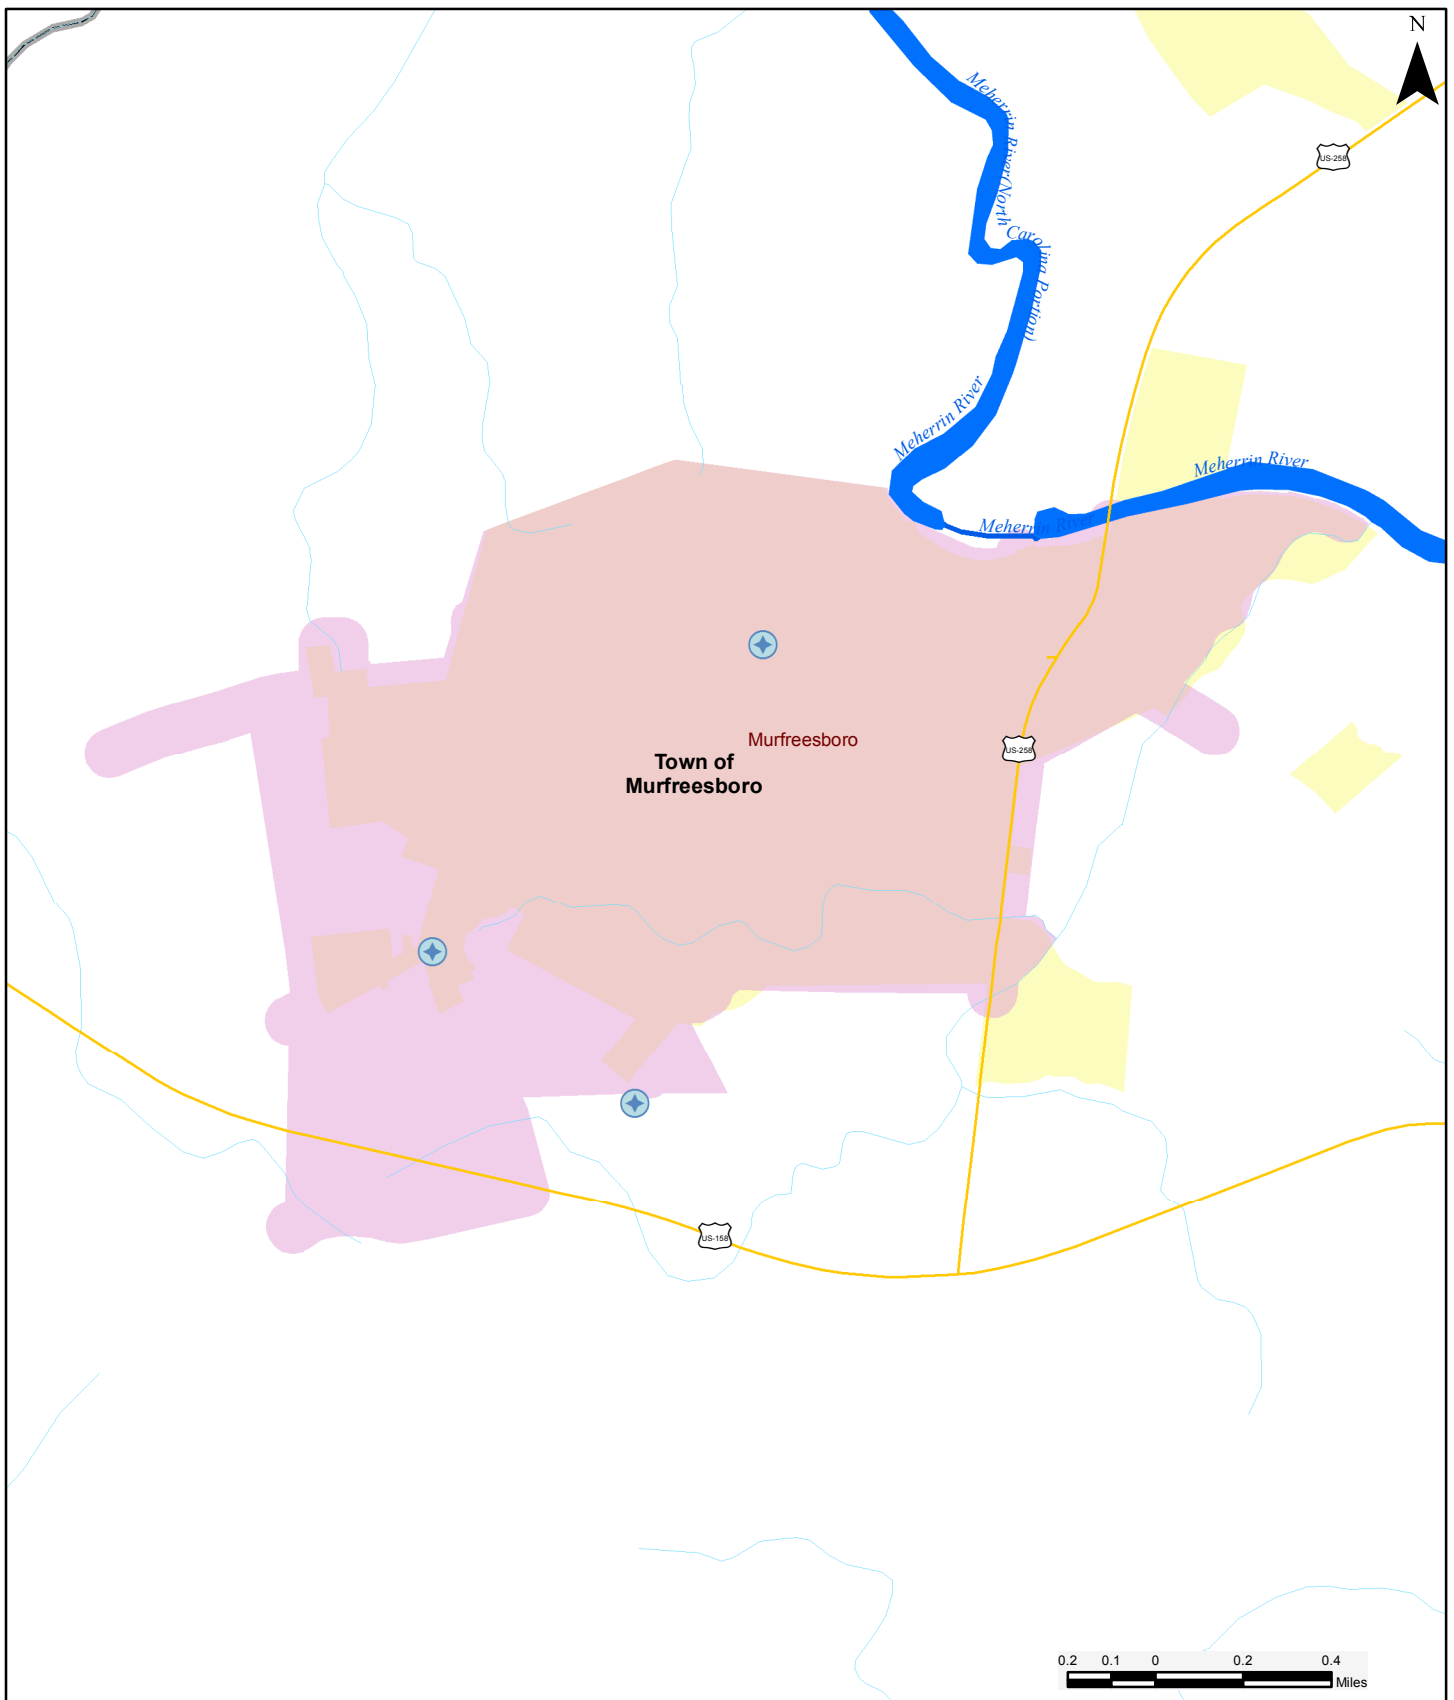 N
Meherrin River(North Carolina Portion)
US-258
Meherrin River
Meherrin River
Meherrin River
Murfreesboro
US-258
Town of
Murfreesboro
US-158
0.2 0.1 0 0.2 0.4
Miles